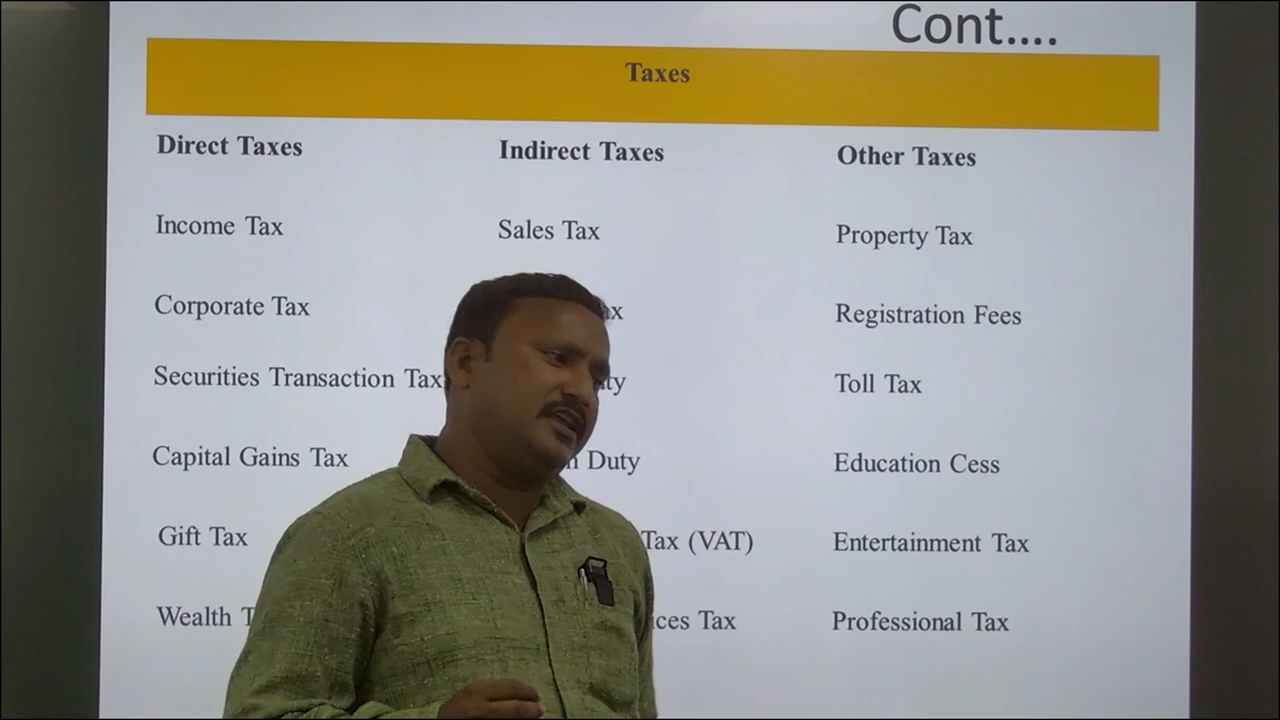 Cont....
Taxes
Direct Taxes Indirect Taxes Other Taxes
Income Tax Sales Tax Property Tax
Corporate Tax Registration Fees
Securities Transaction Tax Toll Tax
Capital Gains Tax Duty Education Cess
Gift Tax Tax (VAT) Entertainment Tax
Wealth Tax Professional Tax